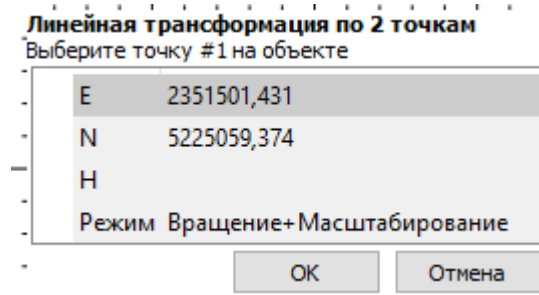 Линейная трансформация по 2 точкам
Выберите точку #1 на объекте
E 2351501,431
N 5225059,374
H
Режим Вращение+Масштабирование
OK Отмена